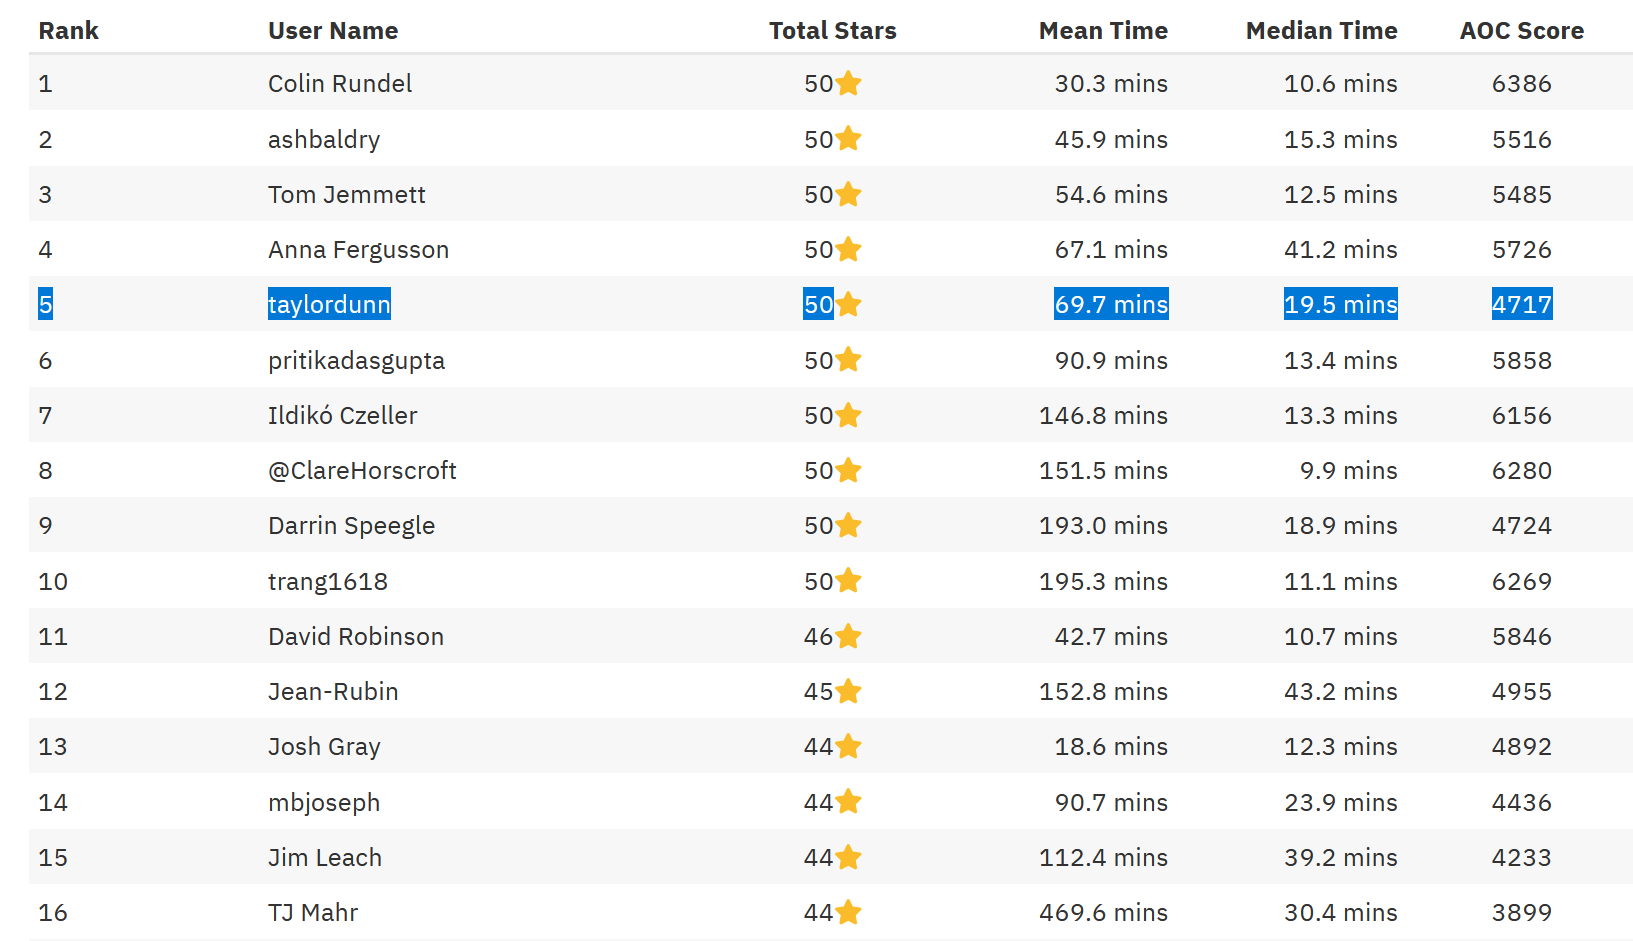 Rank User Name Total Stars Mean Time Median Time AOC Score
1 Colin Rundel 50⭐ 30.3 mins 10.6 mins 6386
2 ashbaldry 50⭐ 45.9 mins 15.3 mins 5516
3 Tom Jemmett 50⭐ 54.6 mins 12.5 mins 5485
4 Anna Fergusson 50⭐ 67.1 mins 41.2 mins 5726
5 taylordunn 50⭐ 69.7 mins 19.5 mins 4717
6 pritikadasgupta 50⭐ 90.9 mins 13.4 mins 5858
7 Ildikó Czeller 50⭐ 146.8 mins 13.3 mins 6156
8 @ClareHorscroft 50⭐ 151.5 mins 9.9 mins 6280
9 Darrin Speegle 50⭐ 193.0 mins 18.9 mins 4724
10 trang1618 50⭐ 195.3 mins 11.1 mins 6269
11 David Robinson 46⭐ 42.7 mins 10.7 mins 5846
12 Jean-Rubin 45⭐ 152.8 mins 43.2 mins 4955
13 Josh Gray 44⭐ 18.6 mins 12.3 mins 4892
14 mbjoseph 44⭐ 90.7 mins 23.9 mins 4436
15 Jim Leach 44⭐ 112.4 mins 39.2 mins 4233
16 TJ Mahr 44⭐ 469.6 mins 30.4 mins 3899